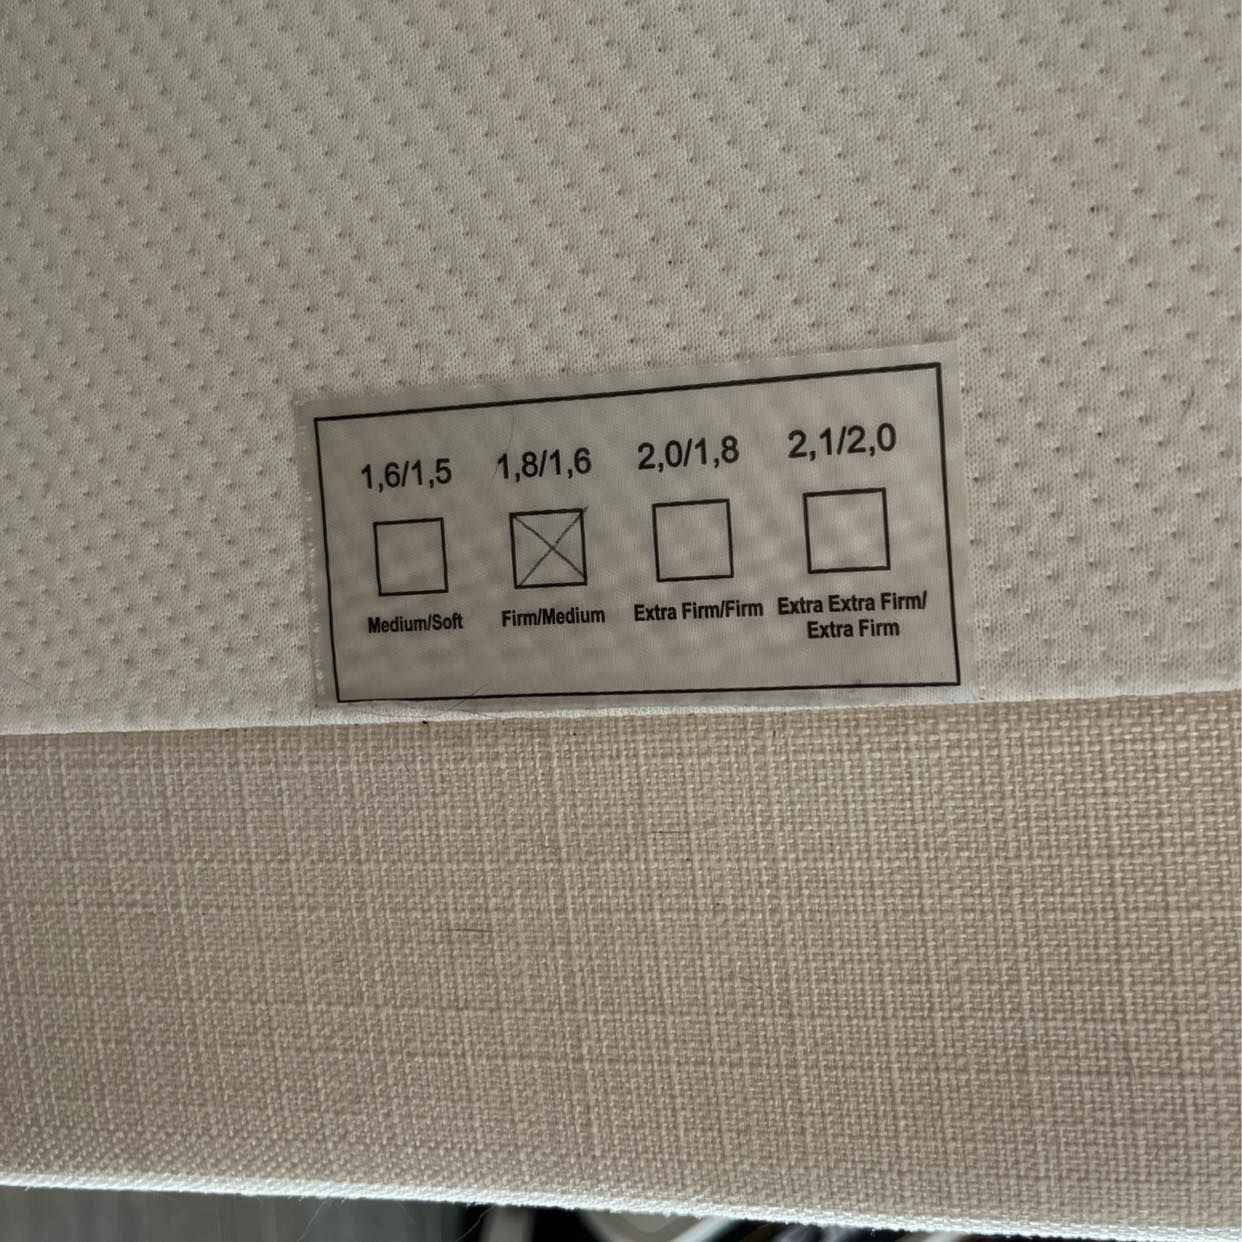 1,6/1,5 1,8/1,6 2,0/1,8 2,1/2,0
Medium/Soft Firm/Medium Extra Firm/Firm Extra Extra Firm/
Extra Firm